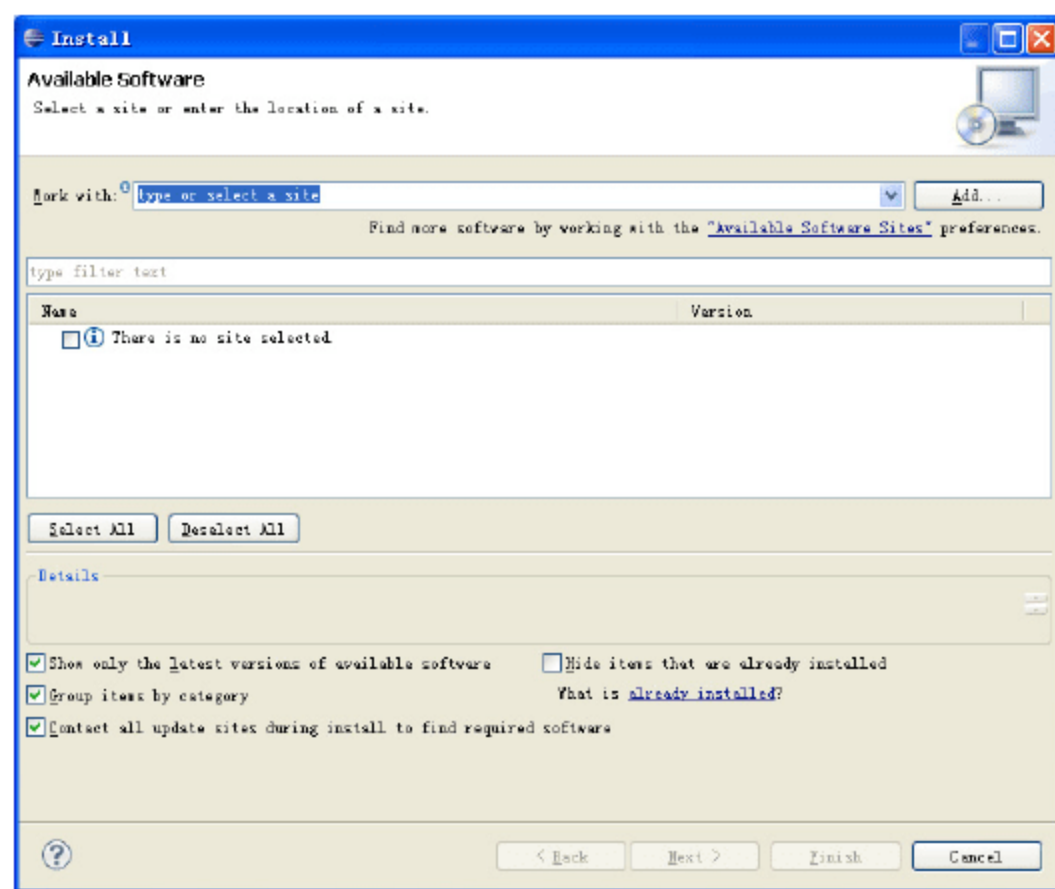 Install
Available Software
Select a site or enter the location of a site.
Work with: type or select a site Add...
Find more software by working with the "Available Software Sites" preferences.
type filter text
Name Version
There is no site selected
Select All Deselect All
Details
Show only the latest versions of available software Hide items that are already installed
Group items by category What is already installed?
Contact all update sites during install to find required software
< Back Next > Finish Cancel